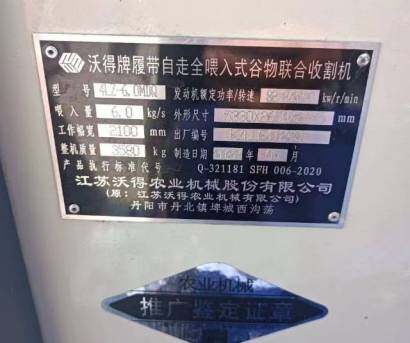 沃得牌履带自走全喂入式谷物联合收割机
型 号 4LZ-6.0MUQ 发动机额定功率/转速 kw/r/min
喂入量 6.0 kg/s 外形尺寸 mm
工作幅宽 2100 mm 出厂编号
整机质量 3580 kg 制造日期 年 月
产品执行标准代号 Q-321181 SFH 006-2020
江苏沃得农业机械股份有限公司
(原:江苏沃得农业机械有限公司)
丹阳市丹北镇埤城西沟荡
农业机械
推广鉴定证章